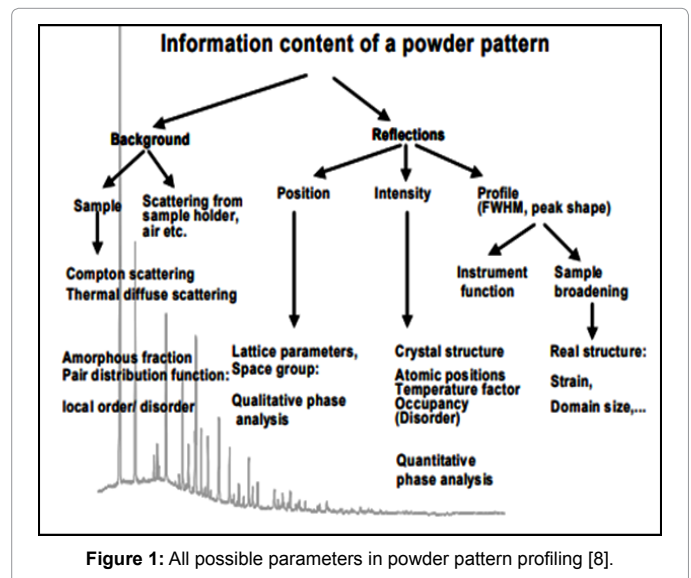 Information content of a powder pattern
Background
Reflections
Sample
Scattering from
sample holder,
air etc.
Position
Intensity
Profile
(FWHM, peak shape)
Compton scattering
Thermal diffuse scattering
Instrument
function
Sample
broadening
Amorphous fraction
Pair distribution function:
local order/ disorder
Lattice parameters,
Space group:
Qualitative phase
analysis
Crystal structure
Atomic positions
Temperature factor
Occupancy
(Disorder)
Quantitative
phase analysis
Real structure:
Strain,
Domain size,...
Figure 1: All possible parameters in powder pattern profiling [8].